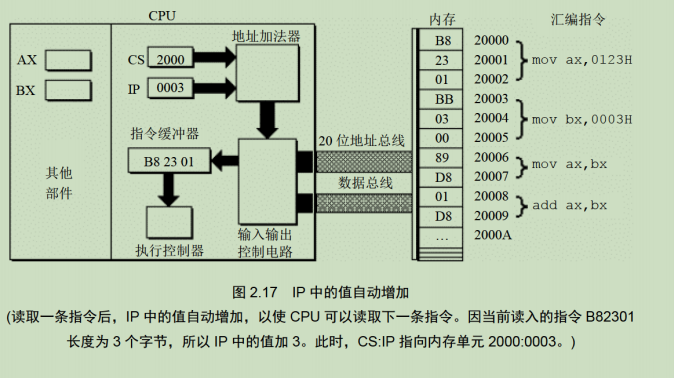 CPU
内存
汇编指令
地址加法器
AX
BX
CS 2000
IP 0003
指令缓冲器
B8 23 01
其他
部件
执行控制器
输入输出
控制电路
20 位地址总线
数据总线
B8 20000
23 20001
01 20002
mov ax,0123H
BB 20003
03 20004
00 20005
mov bx,0003H
89 20006
D8 20007
mov ax,bx
01 20008
D8 20009
add ax,bx
… 2000A
图 2.17 IP 中的值自动增加
(读取一条指令后，IP 中的值自动增加，以使 CPU 可以读取下一条指令。因当前读入的指令 B82301
长度为 3 个字节，所以 IP 中的值加 3。此时，CS:IP 指向内存单元 2000:0003。)